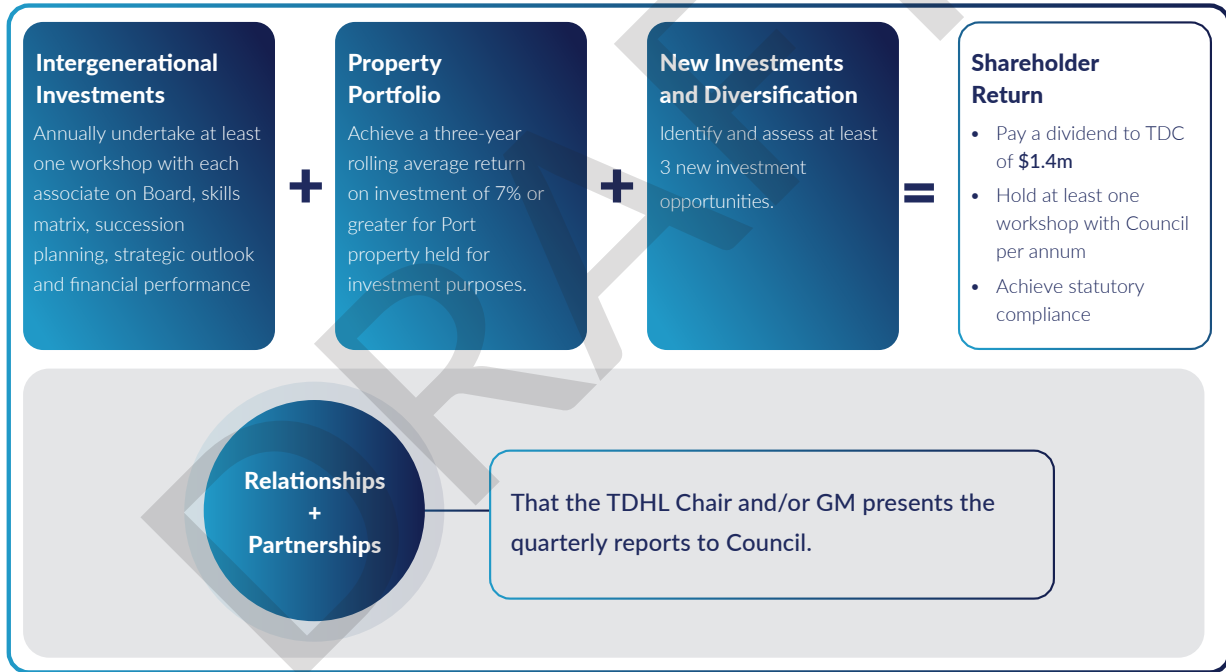 Intergenerational
Investments
Annually undertake at least
one workshop with each
associate on Board, skills
matrix, succession
planning, strategic outlook
and financial performance
+
Property
Portfolio
Achieve a three-year
rolling average return
on investment of 7% or
greater for Port
property held for
investment purposes.
+
New Investments
and Diversification
Identify and assess at least
3 new investment
opportunities.
=
Shareholder
Return
• Pay a dividend to TDC
of $1.4m
• Hold at least one
workshop with Council
per annum
• Achieve statutory
compliance
Relationships
+
Partnerships
That the TDHL Chair and/or GM presents the
quarterly reports to Council.
DRAFT